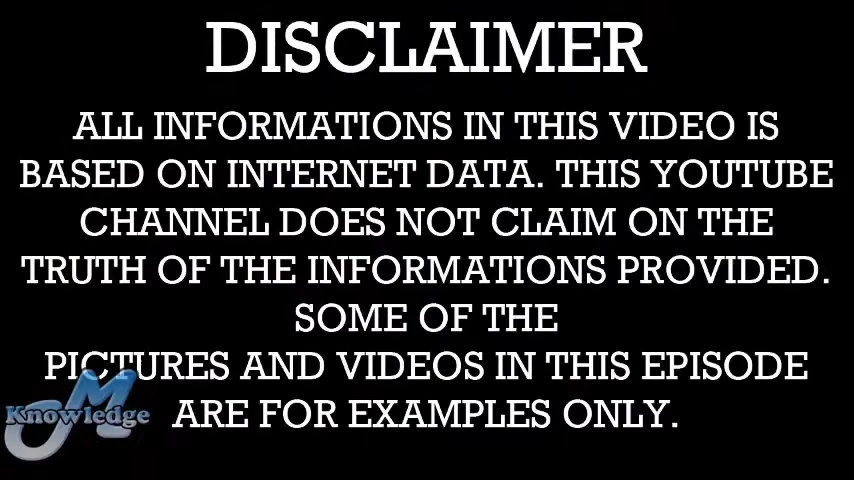 DISCLAIMER
ALL INFORMATIONS IN THIS VIDEO IS
BASED ON INTERNET DATA. THIS YOUTUBE
CHANNEL DOES NOT CLAIM ON THE
TRUTH OF THE INFORMATIONS PROVIDED.
SOME OF THE
PICTURES AND VIDEOS IN THIS EPISODE
ARE FOR EXAMPLES ONLY.
M
Knowledge